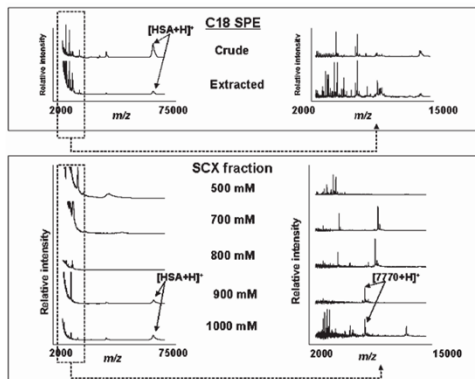 C18 SPE
[HSA+H]⁺
Crude
Extracted
Relative intensity
Relative intensity
2000 75000
m/z
2000 15000
m/z
SCX fraction
500 mM
700 mM
800 mM
900 mM
1000 mM
[HSA+H]⁺
[7770+H]⁺
Relative intensity
Relative intensity
2000 75000
m/z
2000 15000
m/z